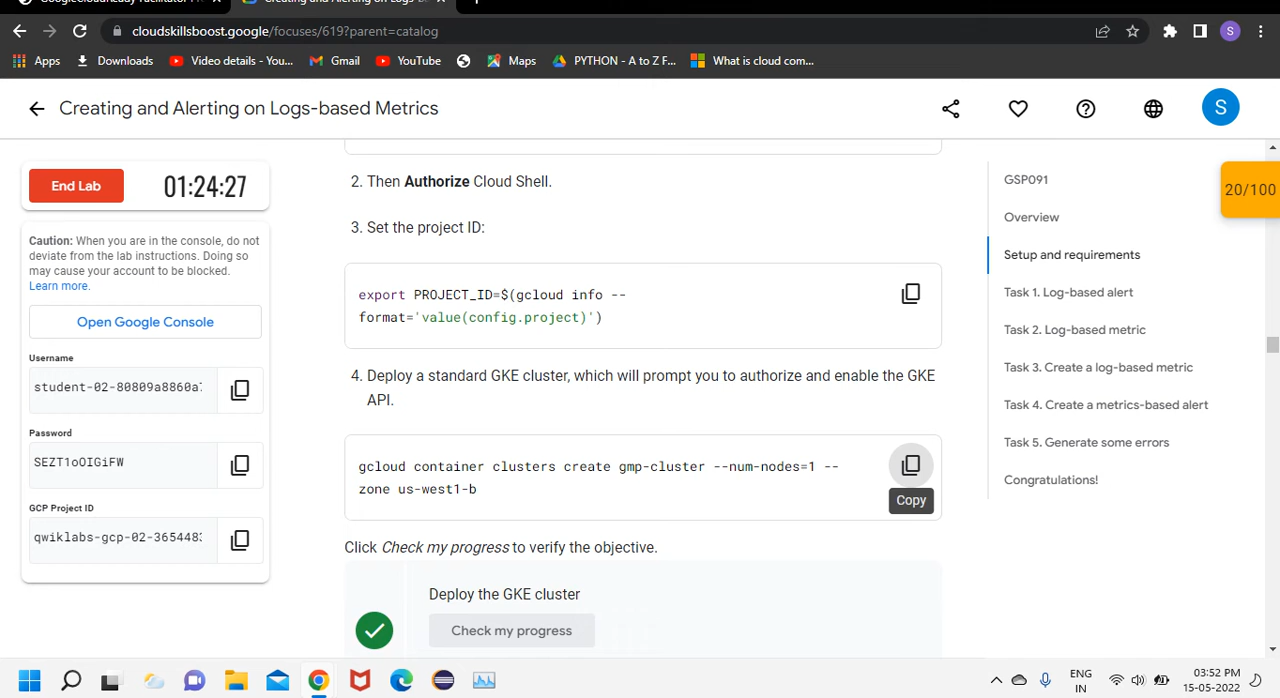 cloudskillsboost.google/focuses/619?parent=catalog
S
Apps Downloads Video details - You... Gmail YouTube Maps PYTHON - A to Z F... What is cloud com...
Creating and Alerting on Logs-based Metrics
S
End Lab
01:24:27
Caution: When you are in the console, do not
deviate from the lab instructions. Doing so
may cause your account to be blocked.
Learn more.
Open Google Console
Username
student-02-80809a8860a
Password
SEZT1oOIGiFW
GCP Project ID
qwiklabs-gcp-02-365448
2. Then Authorize Cloud Shell.
3. Set the project ID:
export PROJECT_ID=$(gcloud info --
format='value(config.project)')
4. Deploy a standard GKE cluster, which will prompt you to authorize and enable the GKE
API.
gcloud container clusters create gmp-cluster --num-nodes=1 --
zone us-west1-b
Copy
Click Check my progress to verify the objective.
Deploy the GKE cluster
Check my progress
GSP091
Overview
Setup and requirements
Task 1. Log-based alert
Task 2. Log-based metric
Task 3. Create a log-based metric
Task 4. Create a metrics-based alert
Task 5. Generate some errors
Congratulations!
20/100
ENG
IN
03:52 PM
15-05-2022